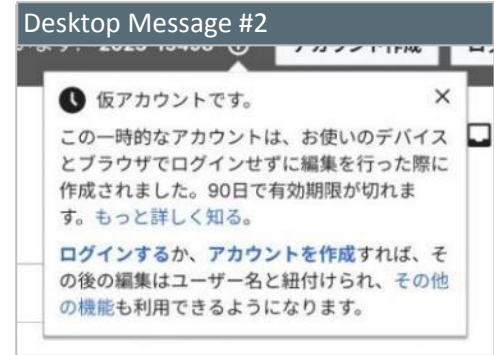 Desktop Message #2
アカウント作成
仮アカウントです。
この一時的なアカウントは、お使いのデバイス
とブラウザでログインせずに編集を行った際に
作成されました。90日で有効期限が切れま
す。もっと詳しく知る。
ログインするか、アカウントを作成すれば、そ
の後の編集はユーザー名と紐付けられ、その他
の機能も利用できるようになります。